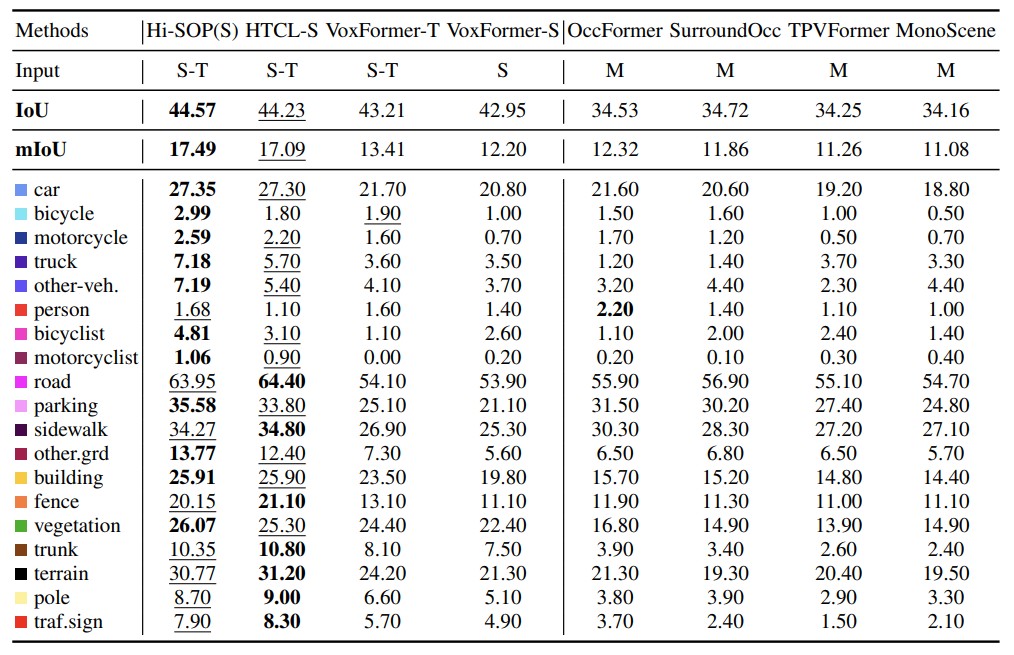 Methods Hi-SOP(S) HTCL-S VoxFormer-T VoxFormer-S OccFormer SurroundOcc TPVFormer MonoScene
Input S-T S-T S-T S M M M M
IoU 44.57 44.23 43.21 42.95 34.53 34.72 34.25 34.16
mIoU 17.49 17.09 13.41 12.20 12.32 11.86 11.26 11.08
car 27.35 27.30 21.70 20.80 21.60 20.60 19.20 18.80
bicycle 2.99 1.80 1.90 1.00 1.50 1.60 1.00 0.50
motorcycle 2.59 2.20 1.60 0.70 1.70 1.20 0.50 0.70
truck 7.18 5.70 3.60 3.50 1.20 1.40 3.70 3.30
other-veh. 7.19 5.40 4.10 3.70 3.20 4.40 2.30 4.40
person 1.68 1.10 1.60 1.40 2.20 1.40 1.10 1.00
bicyclist 4.81 3.10 1.10 2.60 1.10 2.00 2.40 1.40
motorcyclist 1.06 0.90 0.00 0.20 0.20 0.10 0.30 0.40
road 63.95 64.40 54.10 53.90 55.90 56.90 55.10 54.70
parking 35.58 33.80 25.10 21.10 31.50 30.20 27.40 24.80
sidewalk 34.27 34.80 26.90 25.30 30.30 28.30 27.20 27.10
other.grd 13.77 12.40 7.30 5.60 6.50 6.80 6.50 5.70
building 25.91 25.90 23.50 19.80 15.70 15.20 14.80 14.40
fence 20.15 21.10 13.10 11.10 11.90 11.30 11.00 11.10
vegetation 26.07 25.30 24.40 22.40 16.80 14.90 13.90 14.90
trunk 10.35 10.80 8.10 7.50 3.90 3.40 2.60 2.40
terrain 30.77 31.20 24.20 21.30 21.30 19.30 20.40 19.50
pole 8.70 9.00 6.60 5.10 3.80 3.90 2.90 3.30
traf.sign 7.90 8.30 5.70 4.90 3.70 2.40 1.50 2.10